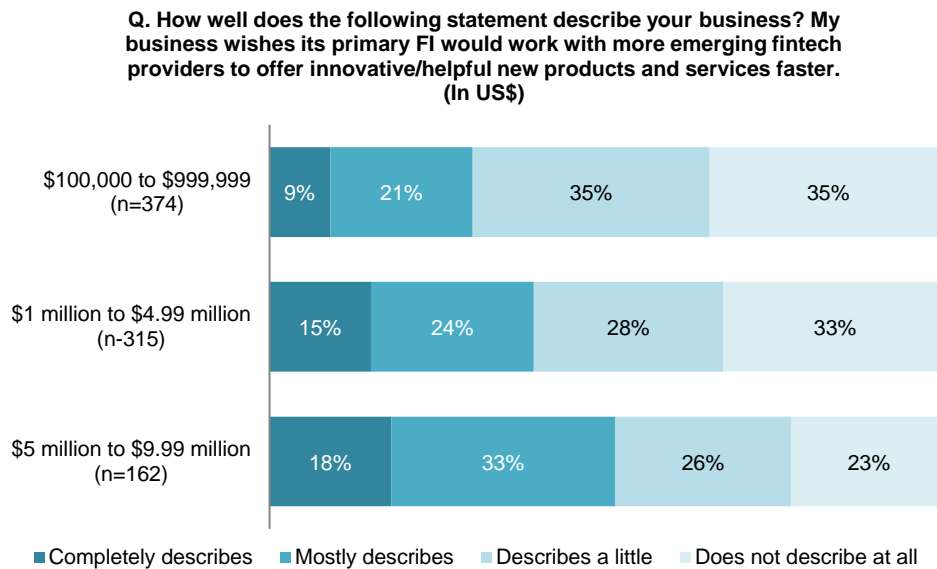 Q. How well does the following statement describe your business? My
business wishes its primary FI would work with more emerging fintech
providers to offer innovative/helpful new products and services faster.
(In US$)
$100,000 to $999,999
(n=374)
9%
21%
35%
35%
$1 million to $4.99 million
(n-315)
15%
24%
28%
33%
$5 million to $9.99 million
(n=162)
18%
33%
26%
23%
Completely describes
Mostly describes
Describes a little
Does not describe at all